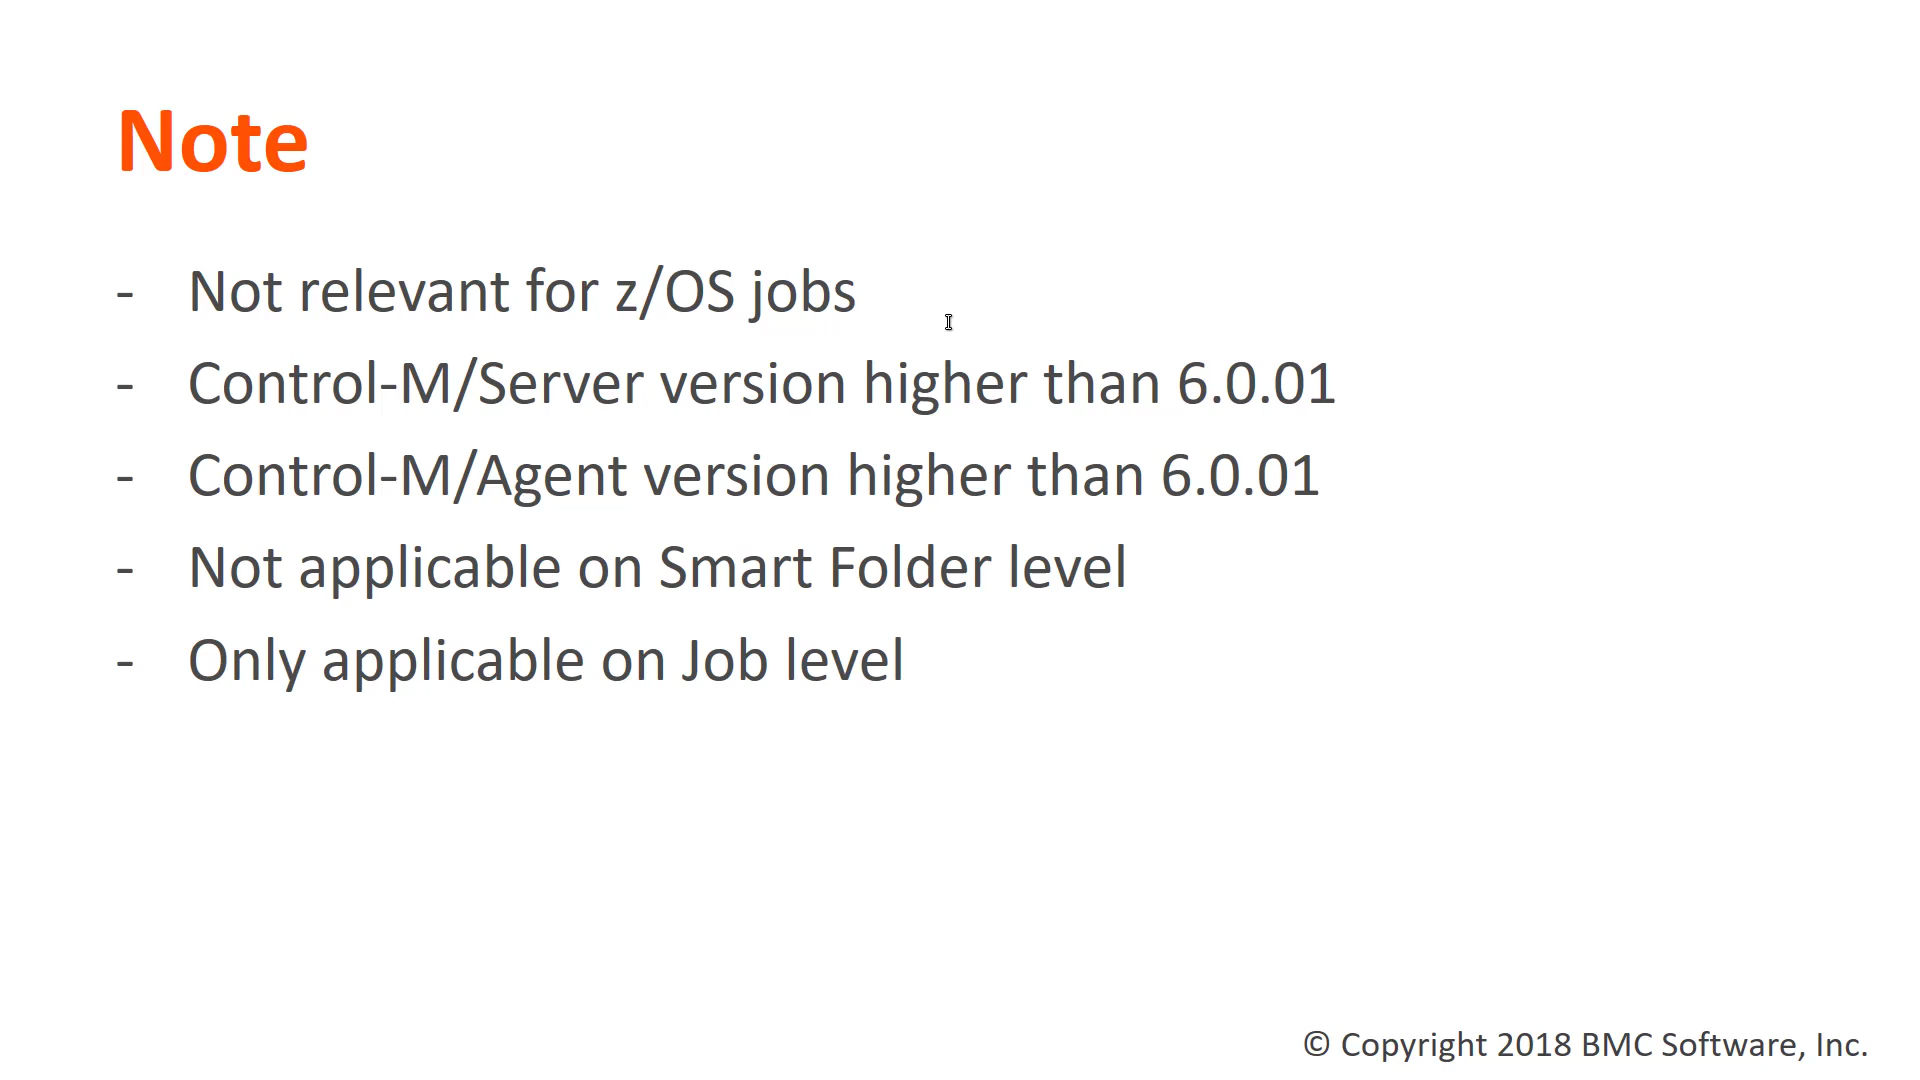 Note
- Not relevant for z/OS jobs
- Control-M/Server version higher than 6.0.01
- Control-M/Agent version higher than 6.0.01
- Not applicable on Smart Folder level
- Only applicable on Job level
© Copyright 2018 BMC Software, Inc.